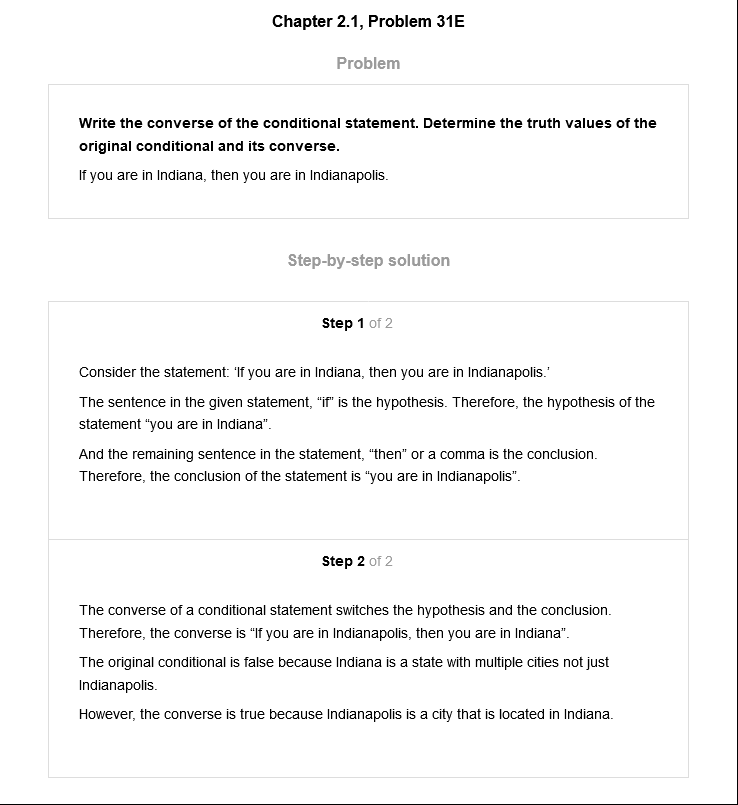 Chapter 2.1, Problem 31E
Problem
Write the converse of the conditional statement. Determine the truth values of the
original conditional and its converse.
If you are in Indiana, then you are in Indianapolis.
Step-by-step solution
Step 1 of 2
Consider the statement: ‘If you are in Indiana, then you are in Indianapolis.’
The sentence in the given statement, “if” is the hypothesis. Therefore, the hypothesis of the
statement “you are in Indiana”.
And the remaining sentence in the statement, “then” or a comma is the conclusion.
Therefore, the conclusion of the statement is “you are in Indianapolis”.
Step 2 of 2
The converse of a conditional statement switches the hypothesis and the conclusion.
Therefore, the converse is “If you are in Indianapolis, then you are in Indiana”.
The original conditional is false because Indiana is a state with multiple cities not just
Indianapolis.
However, the converse is true because Indianapolis is a city that is located in Indiana.